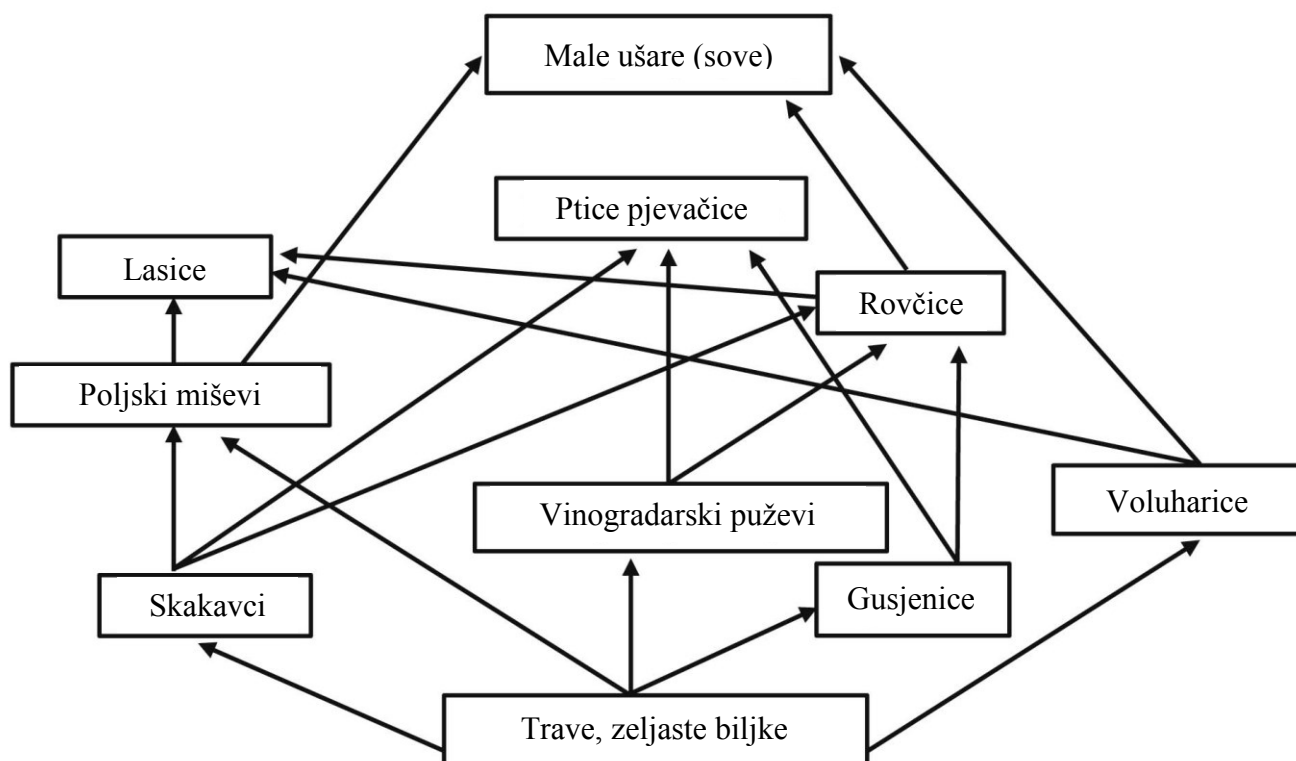 Male ušare (sove)
Ptice pjevačice
Lasice
Rovčice
Poljski miševi
Vinogradarski puževi
Voluharice
Skakavci
Gusjenice
Trave, zeljaste biljke